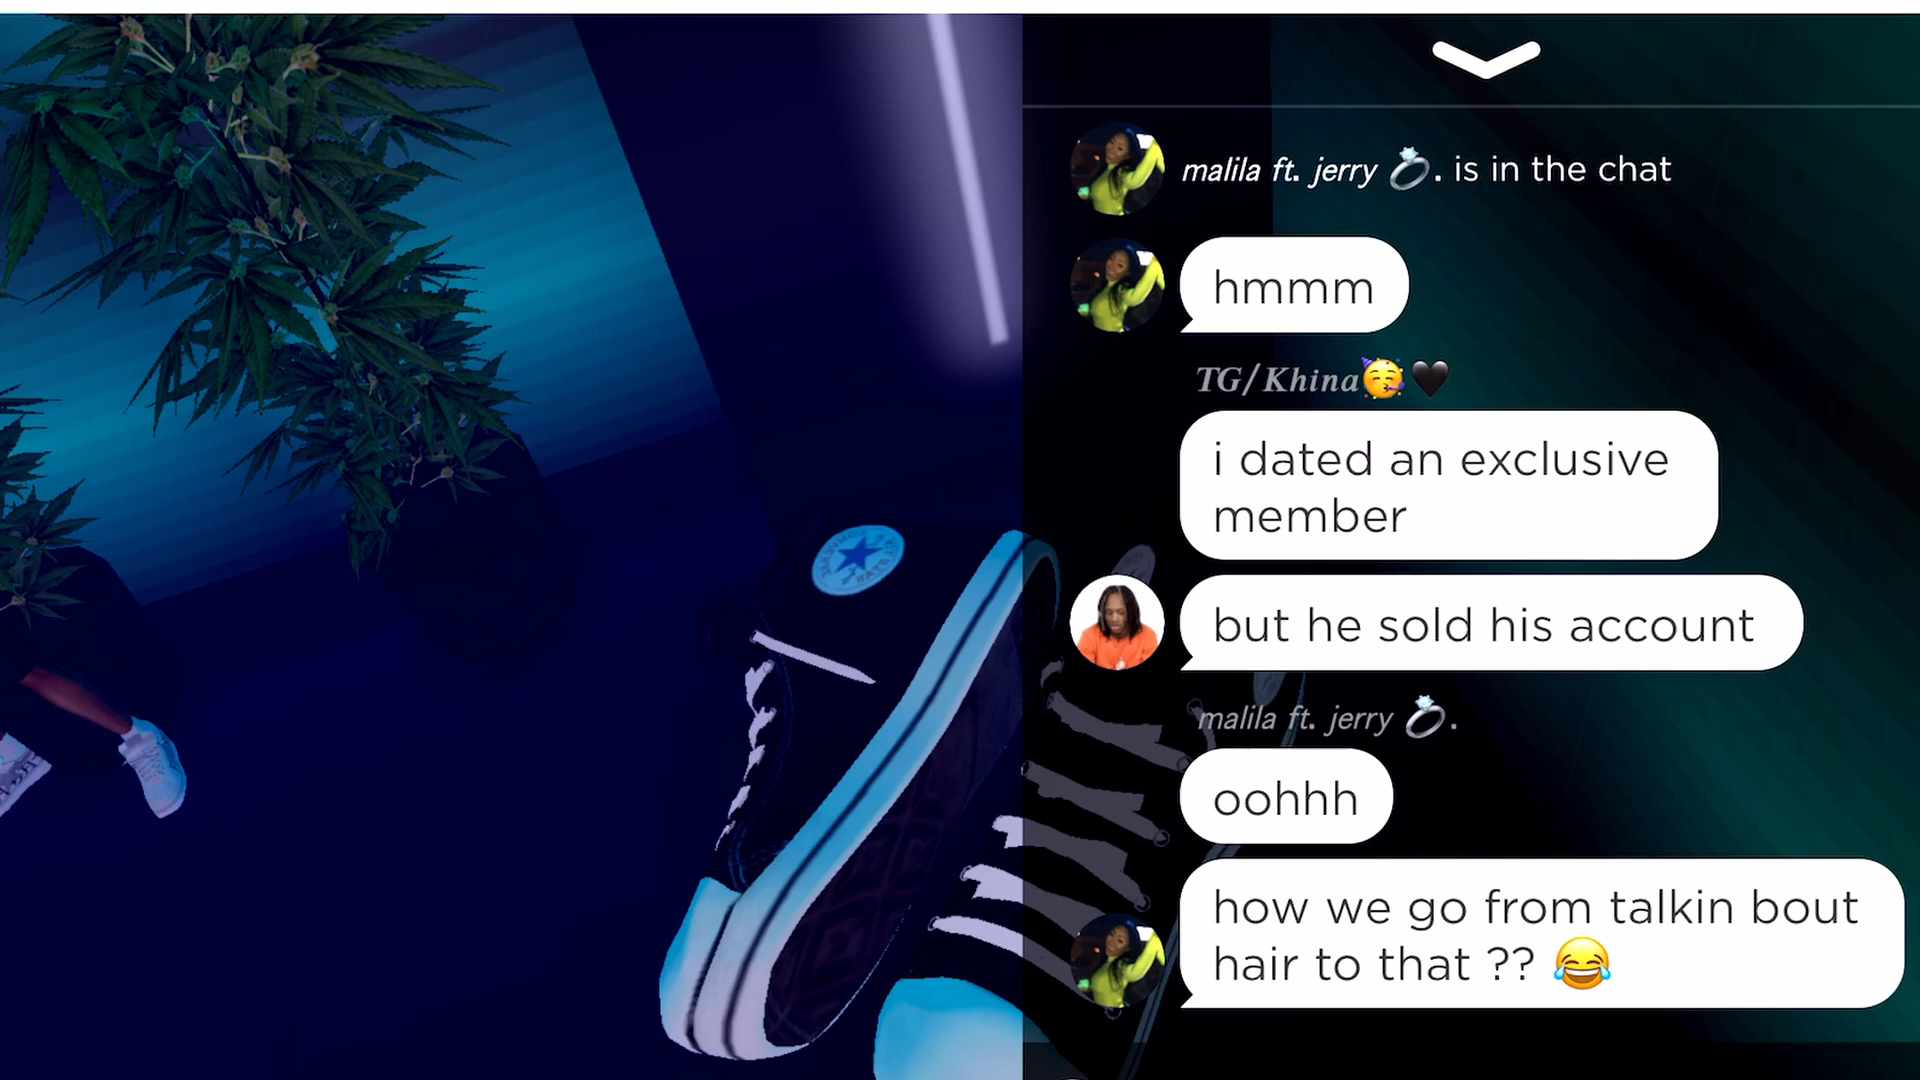 malila ft. jerry 💍. is in the chat
hmmm
TG/Khina🥳🖤
i dated an exclusive
member
but he sold his account
malila ft. jerry 💍.
oohhh
how we go from talkin bout
hair to that ?? 😂